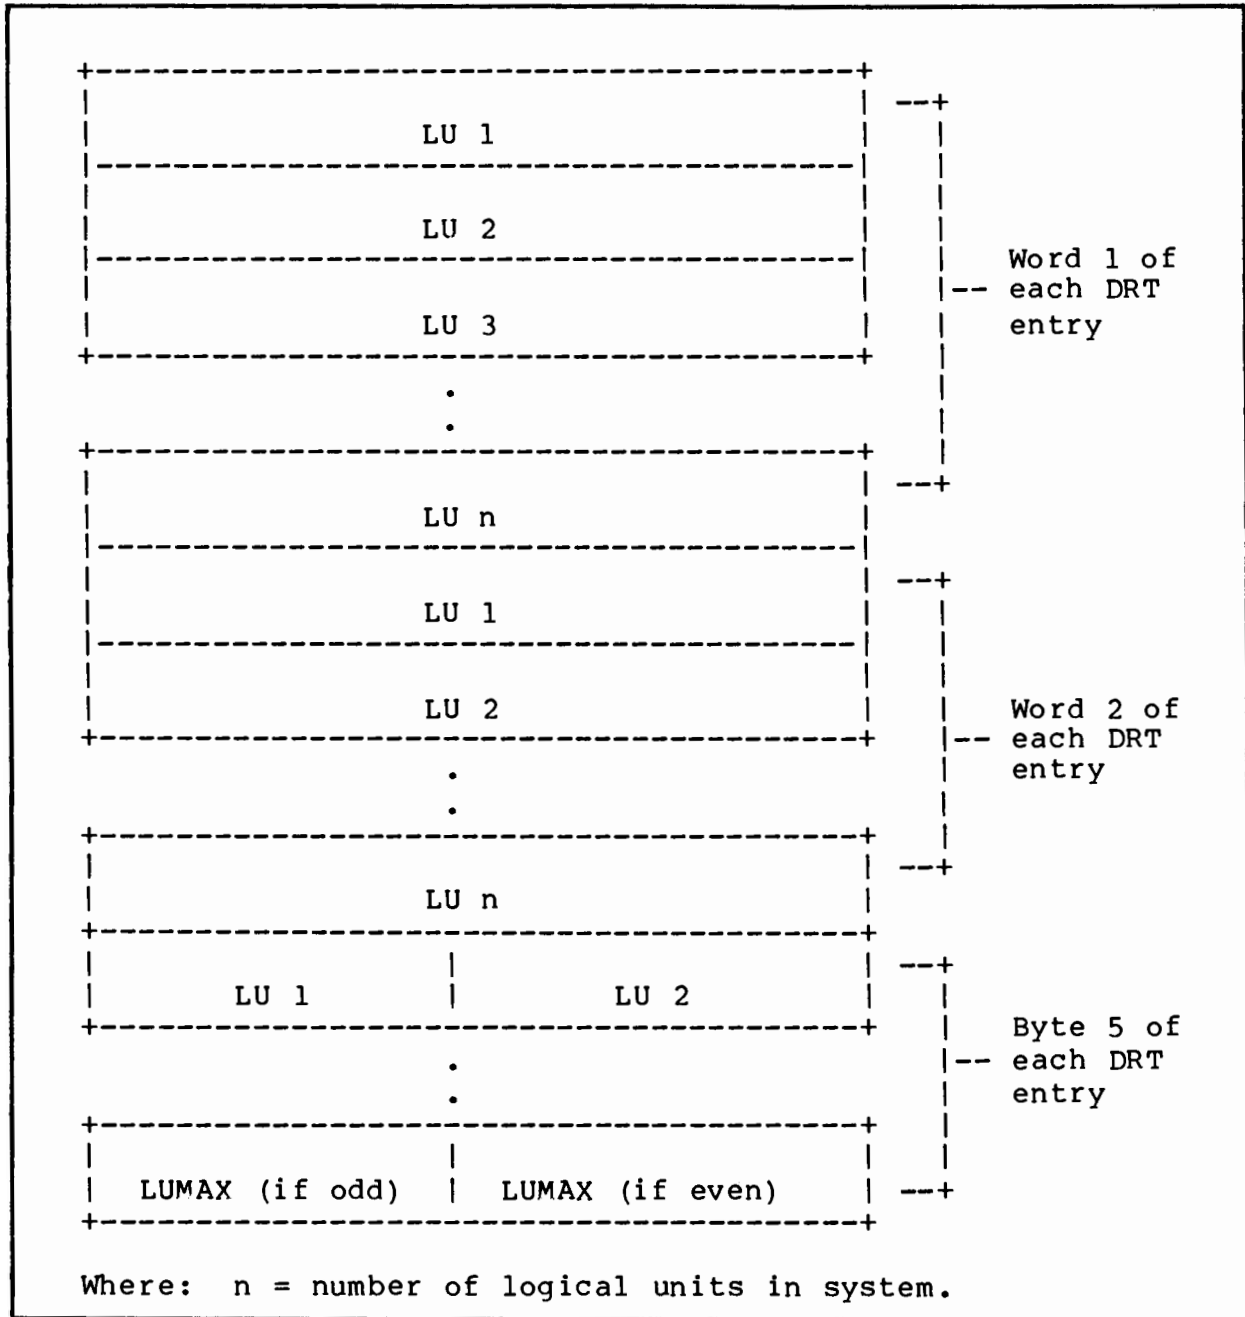 LU 1
LU 2
Word 1 of
each DRT
LU 3
entry
.
.
LU n
LU 1
LU 2
Word 2 of
each DRT
entry
.
.
LU n
LU 1 LU 2
Byte 5 of
each DRT
entry
.
.
LUMAX (if odd) LUMAX (if even)
Where: n = number of logical units in system.